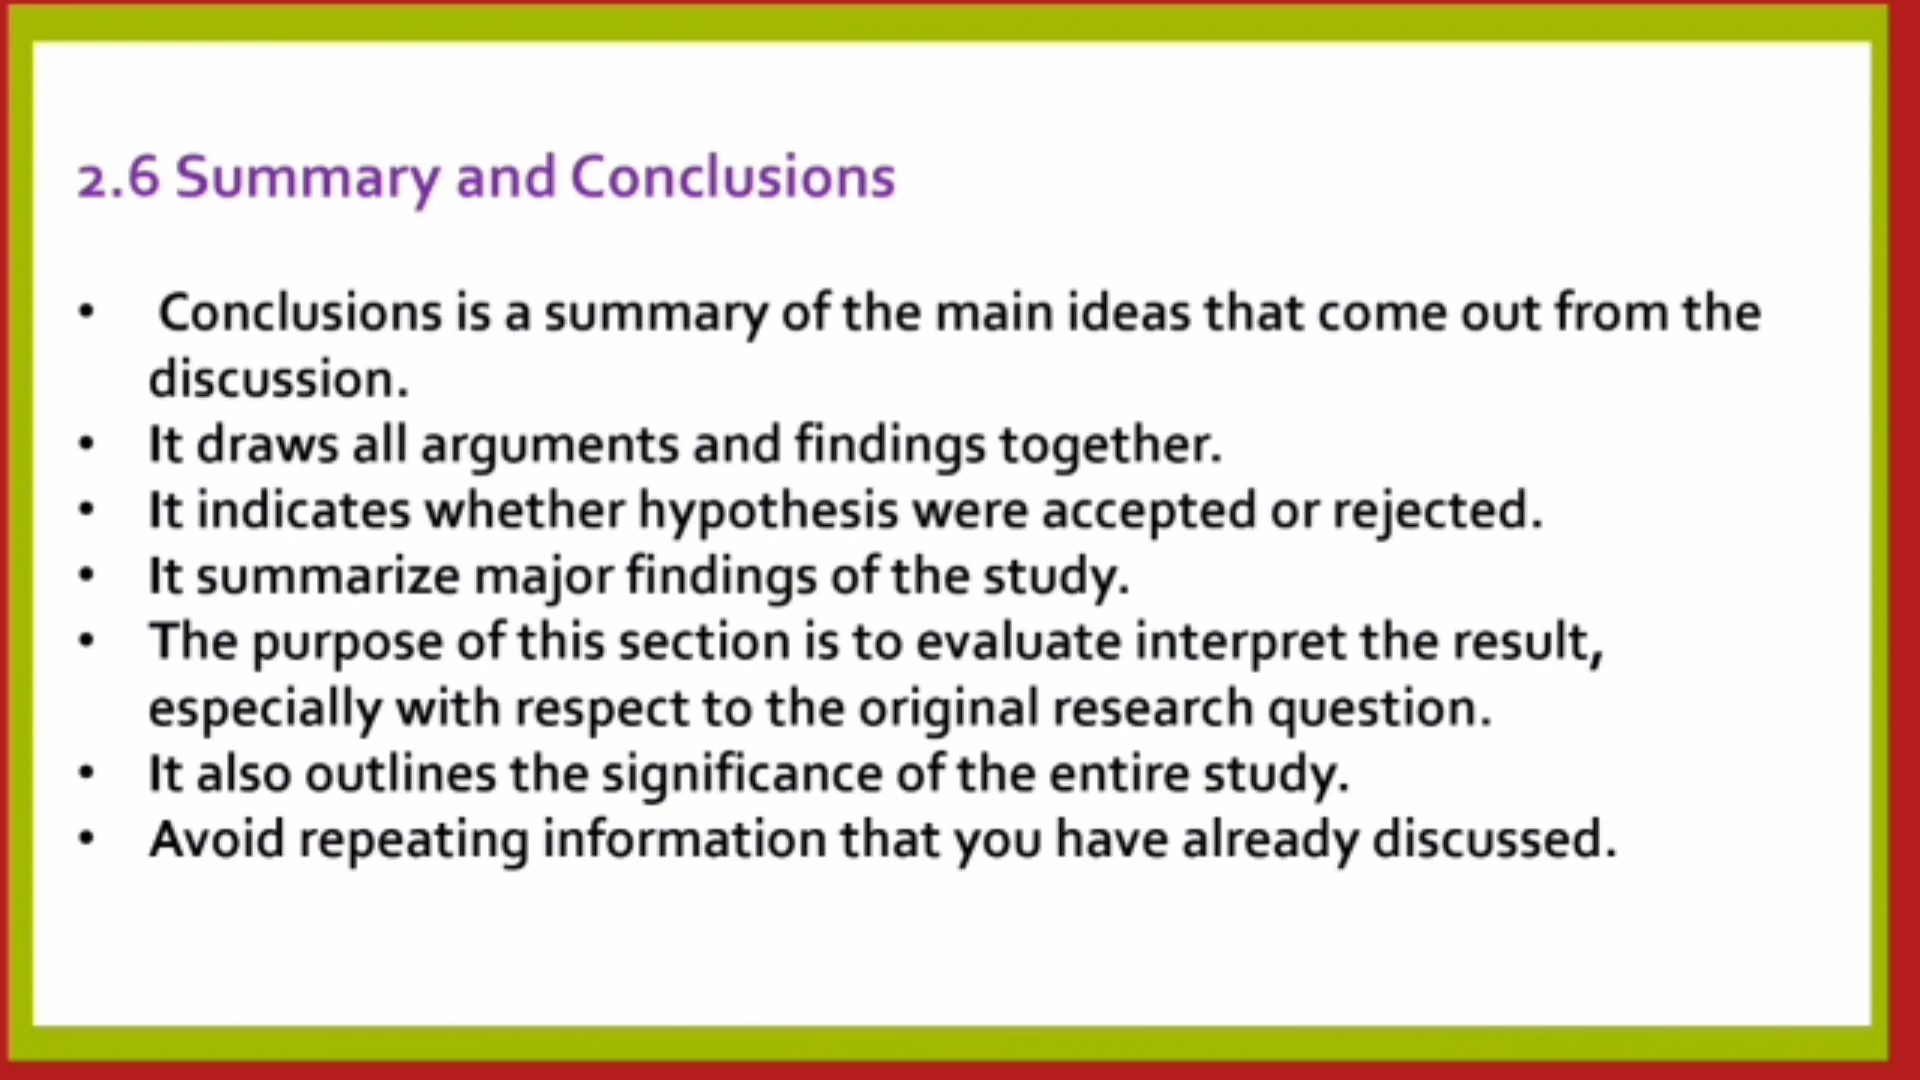 2.6 Summary and Conclusions
• Conclusions is a summary of the main ideas that come out from the
discussion.
• It draws all arguments and findings together.
• It indicates whether hypothesis were accepted or rejected.
• It summarize major findings of the study.
• The purpose of this section is to evaluate interpret the result,
especially with respect to the original research question.
• It also outlines the significance of the entire study.
• Avoid repeating information that you have already discussed.